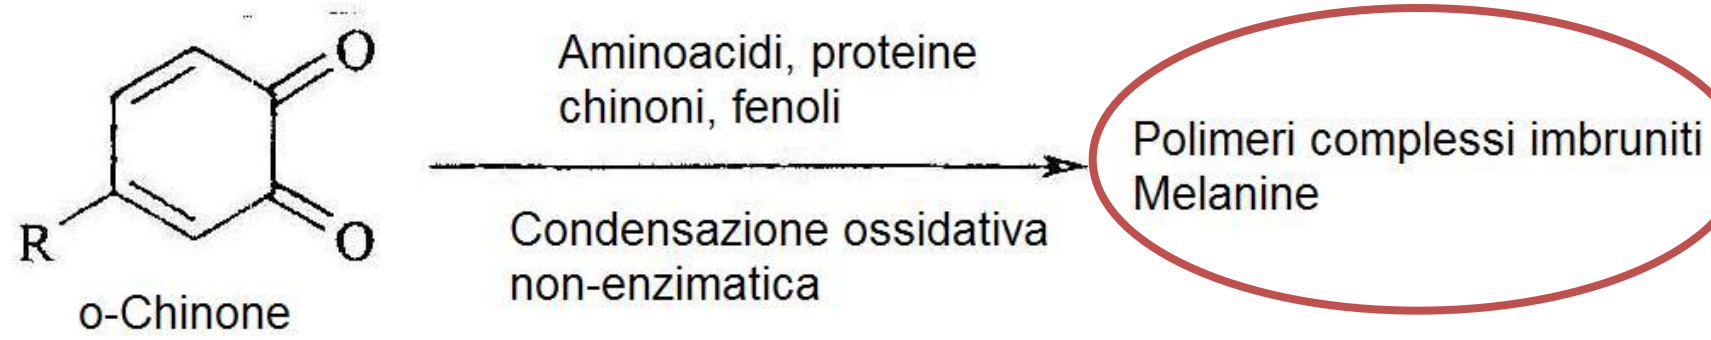 O
O
R
o-Chinone
Aminoacidi, proteine
chinoni, fenoli
Condensazione ossidativa
non-enzimatica
Polimeri complessi imbruniti
Melanine